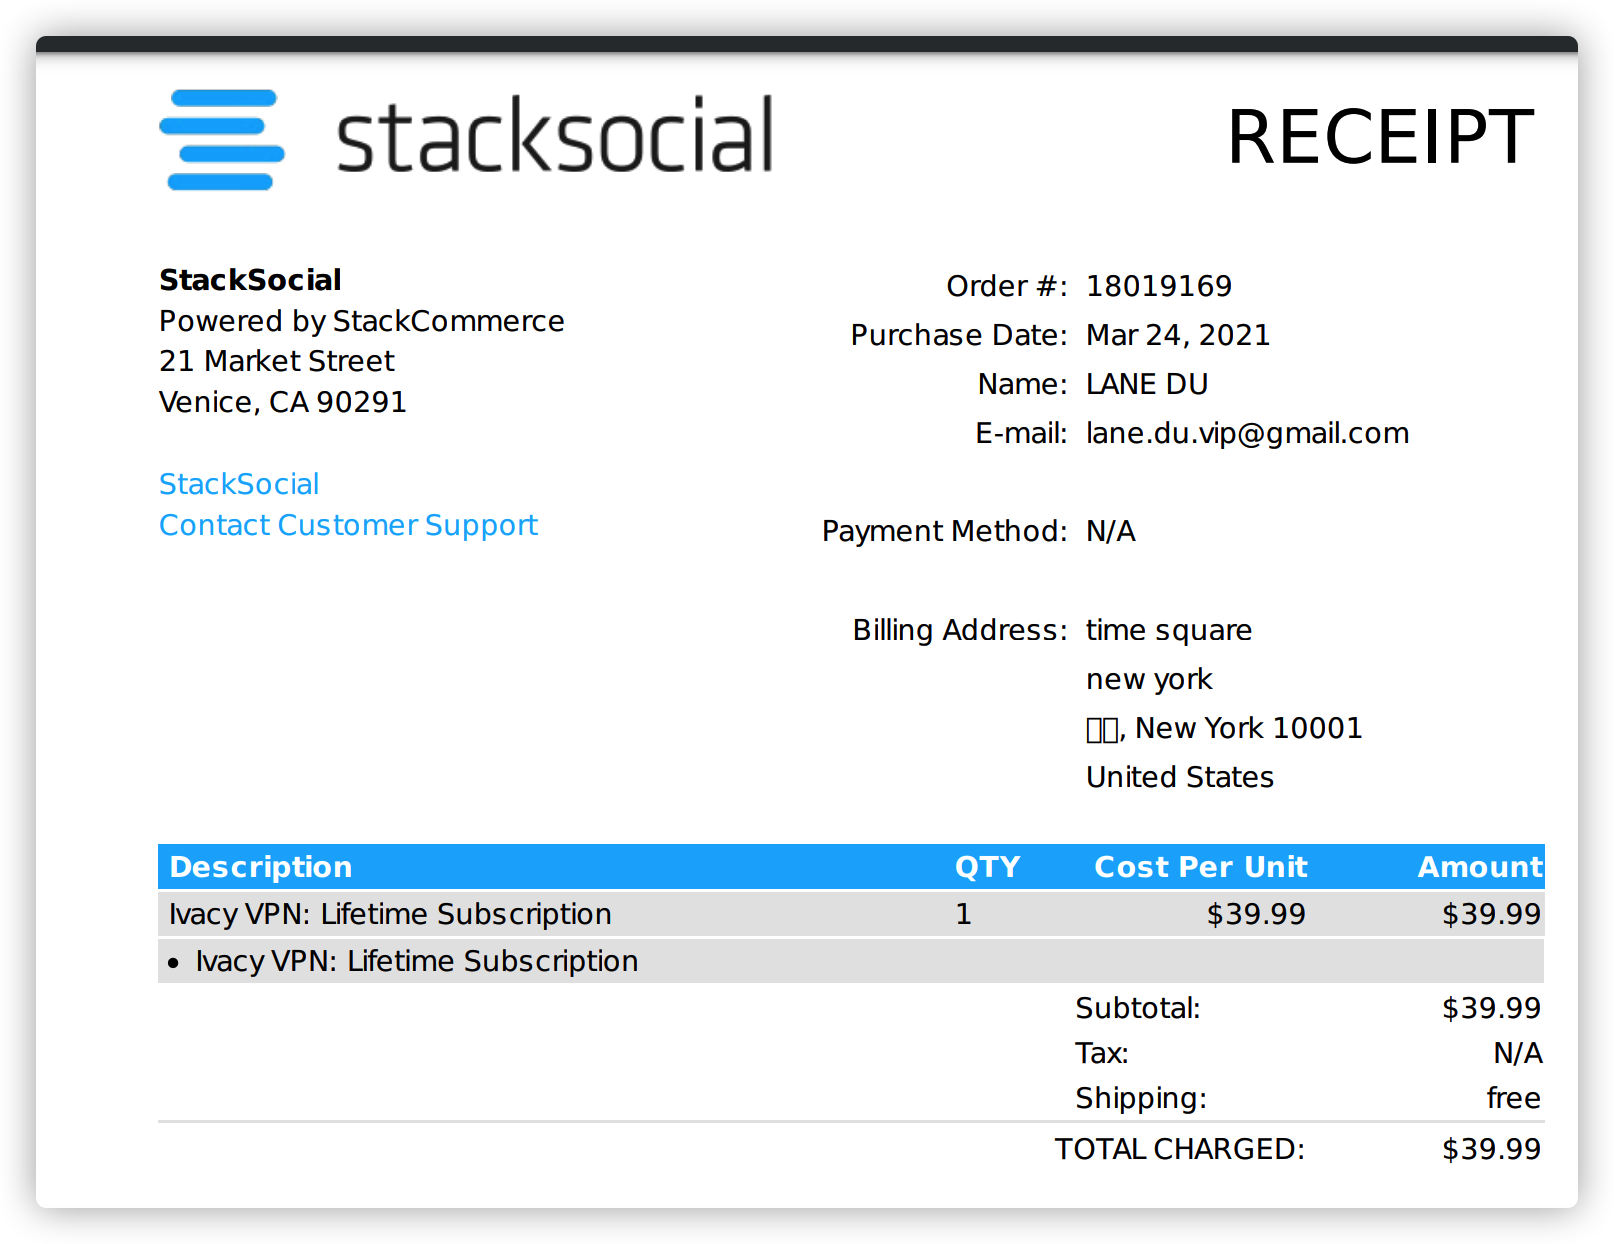 stacksocial
RECEIPT
StackSocial
Powered by StackCommerce
21 Market Street
Venice, CA 90291
StackSocial
Contact Customer Support
Order #: 18019169
Purchase Date: Mar 24, 2021
Name: LANE DU
E-mail: lane.du.vip@gmail.com
Payment Method: N/A
Billing Address: time square
new york
, New York 10001
United States
Description QTY Cost Per Unit Amount
Ivacy VPN: Lifetime Subscription 1 $39.99 $39.99
• Ivacy VPN: Lifetime Subscription
Subtotal: $39.99
Tax: N/A
Shipping: free
TOTAL CHARGED: $39.99